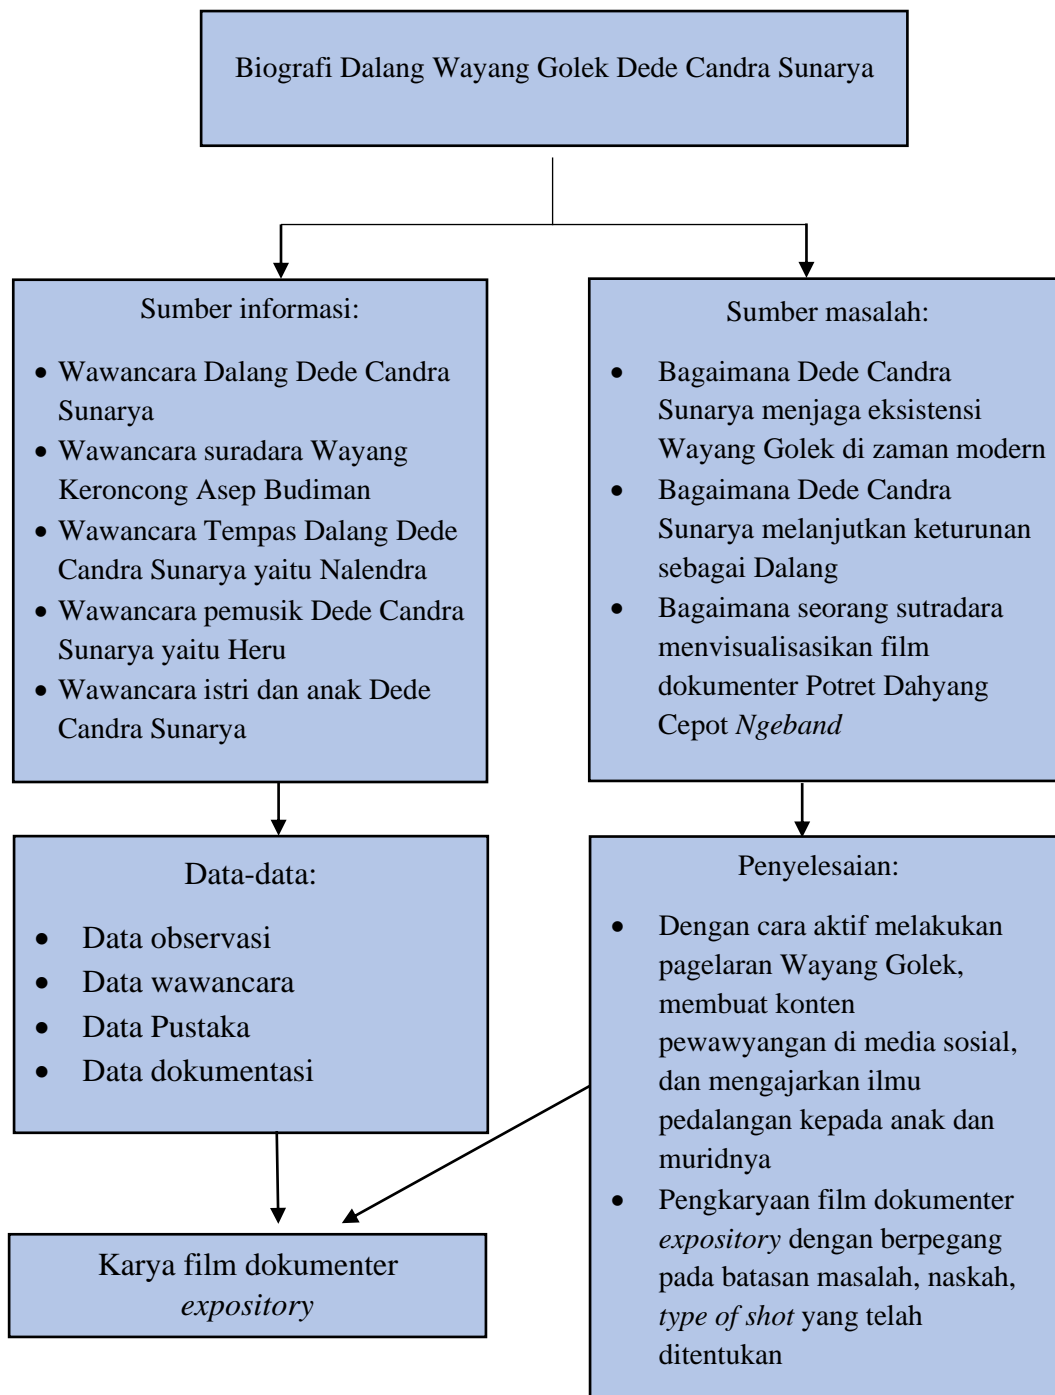 Biografi Dalang Wayang Golek Dede Candra Sunarya
Sumber informasi:
• Wawancara Dalang Dede Candra
Sunarya
• Wawancara suradara Wayang
Keroncong Asep Budiman
• Wawancara Tempas Dalang Dede
Candra Sunarya yaitu Nalendra
• Wawancara pemusik Dede Candra
Sunarya yaitu Heru
• Wawancara istri dan anak Dede
Candra Sunarya
Sumber masalah:
• Bagaimana Dede Candra
Sunarya menjaga eksistensi
Wayang Golek di zaman modern
• Bagaimana Dede Candra
Sunarya melanjutkan keturunan
sebagai Dalang
• Bagaimana seorang sutradara
menvisualisasikan film
dokumenter Potret Dahyang
Cepot Ngeband
Data-data:
• Data observasi
• Data wawancara
• Data Pustaka
• Data dokumentasi
Penyelesaian:
• Dengan cara aktif melakukan
pagelaran Wayang Golek,
membuat konten
pewawyangan di media sosial,
dan mengajarkan ilmu
pedalangan kepada anak dan
muridnya
• Pengkaryaan film dokumenter
expository dengan berpegang
pada batasan masalah, naskah,
type of shot yang telah
ditentukan
Karya film dokumenter
expository